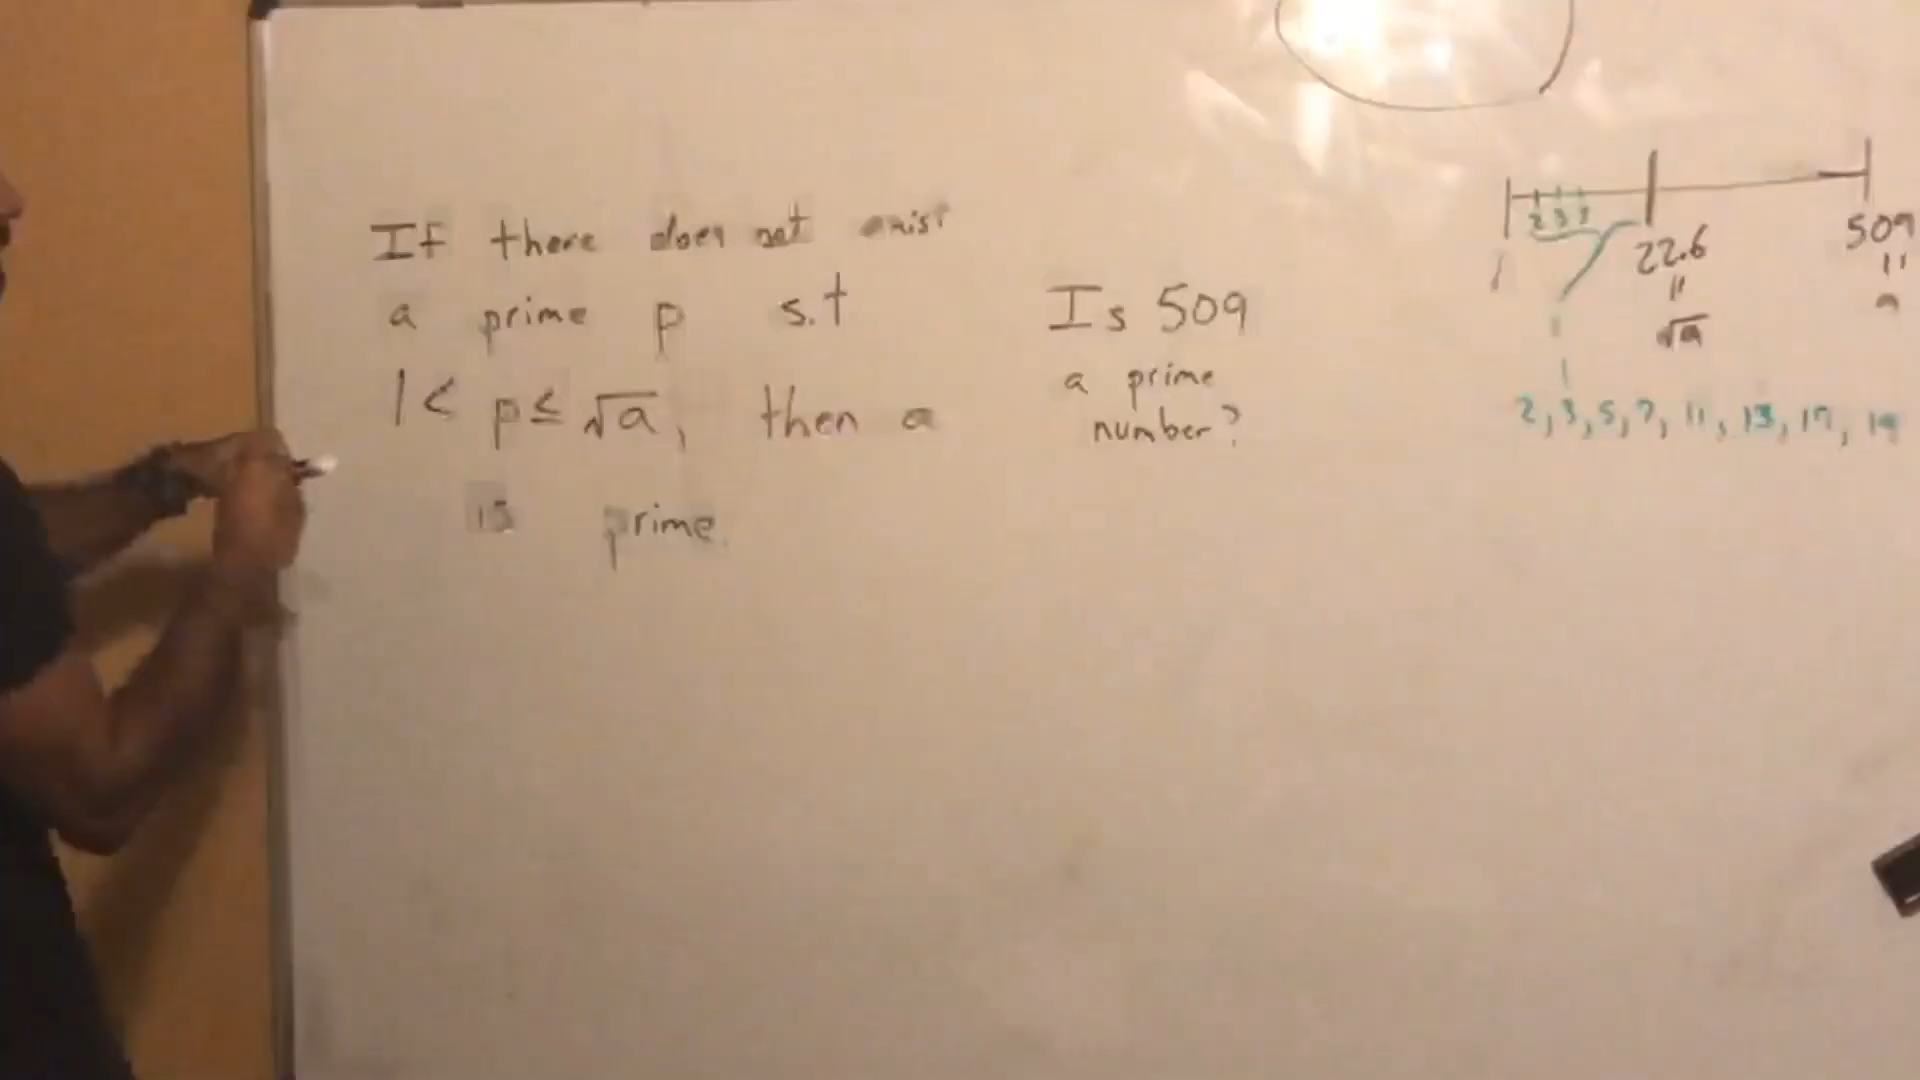 If there does not exist
a prime p s.t
1 < p ≤ √a, then a
is prime.
Is 509
a prime
number?
2 3 5
1
22.6
"
√a
509
"
a
2, 3, 5, 7, 11, 13, 17, 19